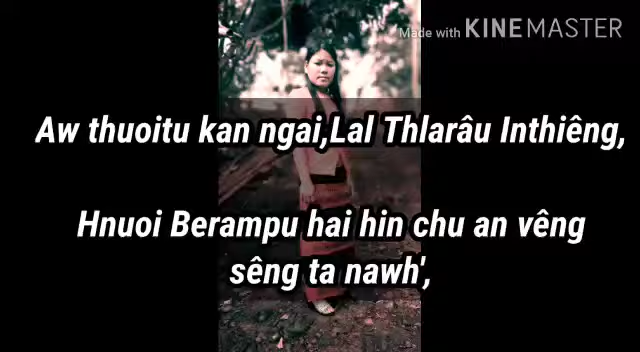 Made with KINEMASTER
Aw thuoitu kan ngai,Lal Thlarâu Inthiêng,
Hnuoi Berampu hai hin chu an vêng
sêng ta nawh',